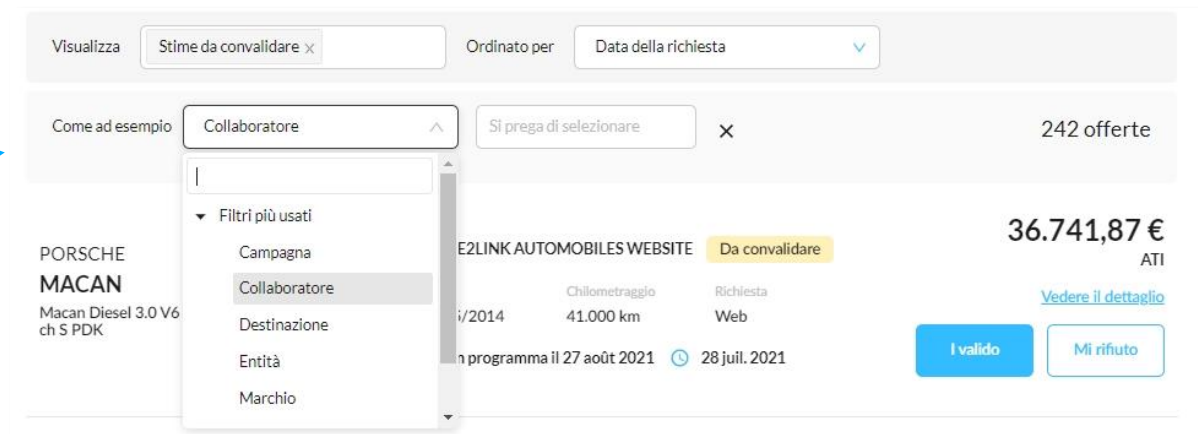 Visualizza Stime da convalidare x Ordinato per Data della richiesta
Come ad esempio Collaboratore Si prega di selezionare 242 offerte
Filtri più usati
Campagna
Collaboratore
Destinazione
Entità
Marchio
PORSCHE
MACAN
Macan Diesel 3.0 V6
ch S PDK
E2LINK AUTOMOBILES WEBSITE Da convalidare
Chilometraggio Richiesta
/2014 41.000 km Web
programma il 27 août 2021 28 juil. 2021
36.741,87 €
ATI
Vedere il dettaglio
I valido Mi rifiuto